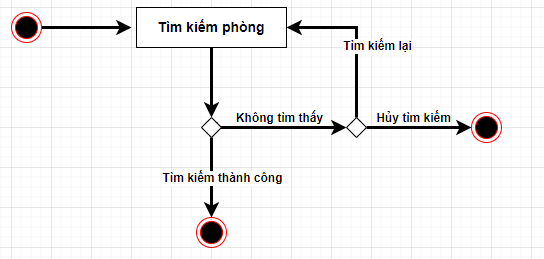 Tìm kiếm phòng
Tìm kiếm lại
Không tìm thấy
Hủy tìm kiếm
Tìm kiếm thành công